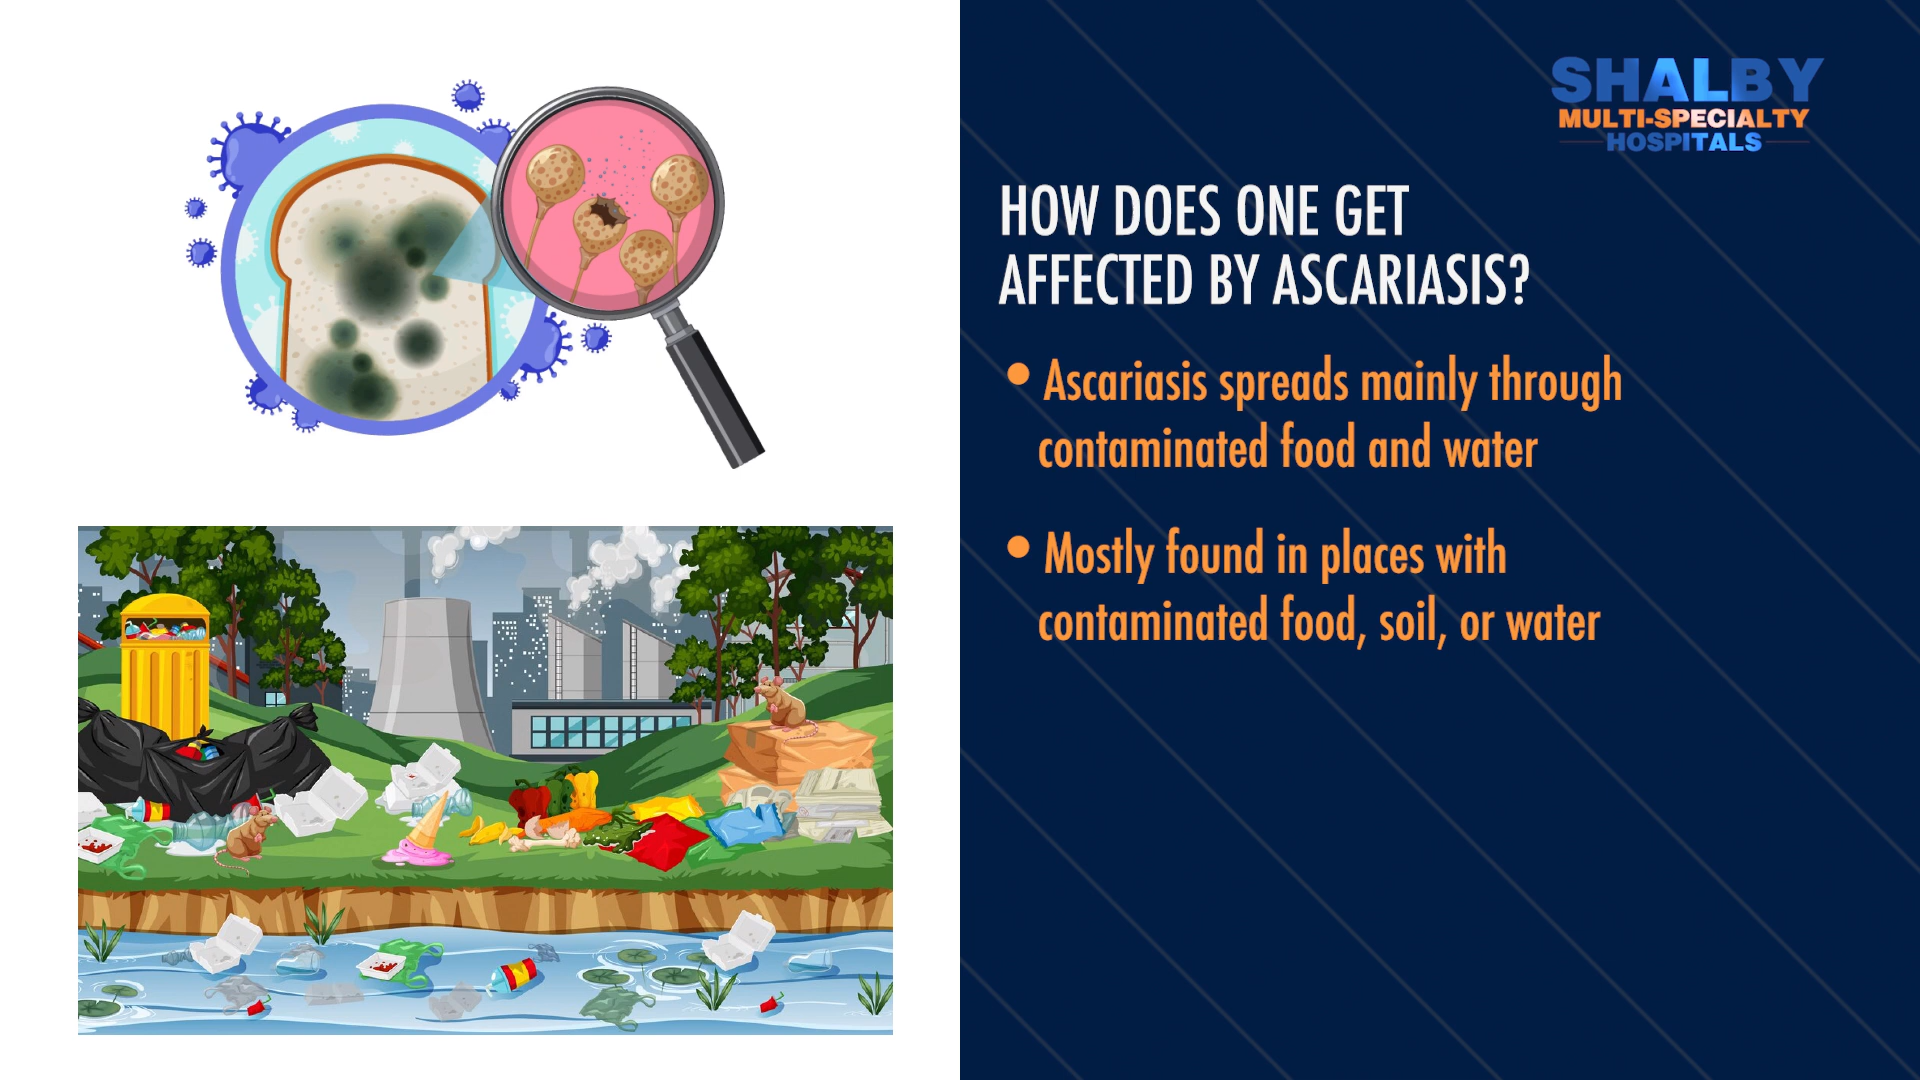 SHALBY
MULTI-SPECIALTY
HOSPITALS
HOW DOES ONE GET
AFFECTED BY ASCARIASIS?
• Ascariasis spreads mainly through
contaminated food and water
• Mostly found in places with
contaminated food, soil, or water